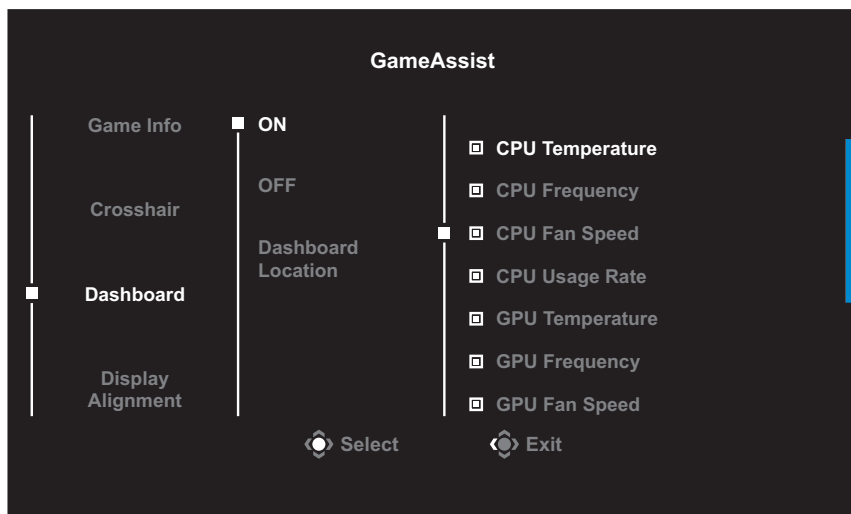 GameAssist
Game Info
Crosshair
Dashboard
Display
Alignment
ON
OFF
Dashboard
Location
CPU Temperature
CPU Frequency
CPU Fan Speed
CPU Usage Rate
GPU Temperature
GPU Frequency
GPU Fan Speed
Select
Exit